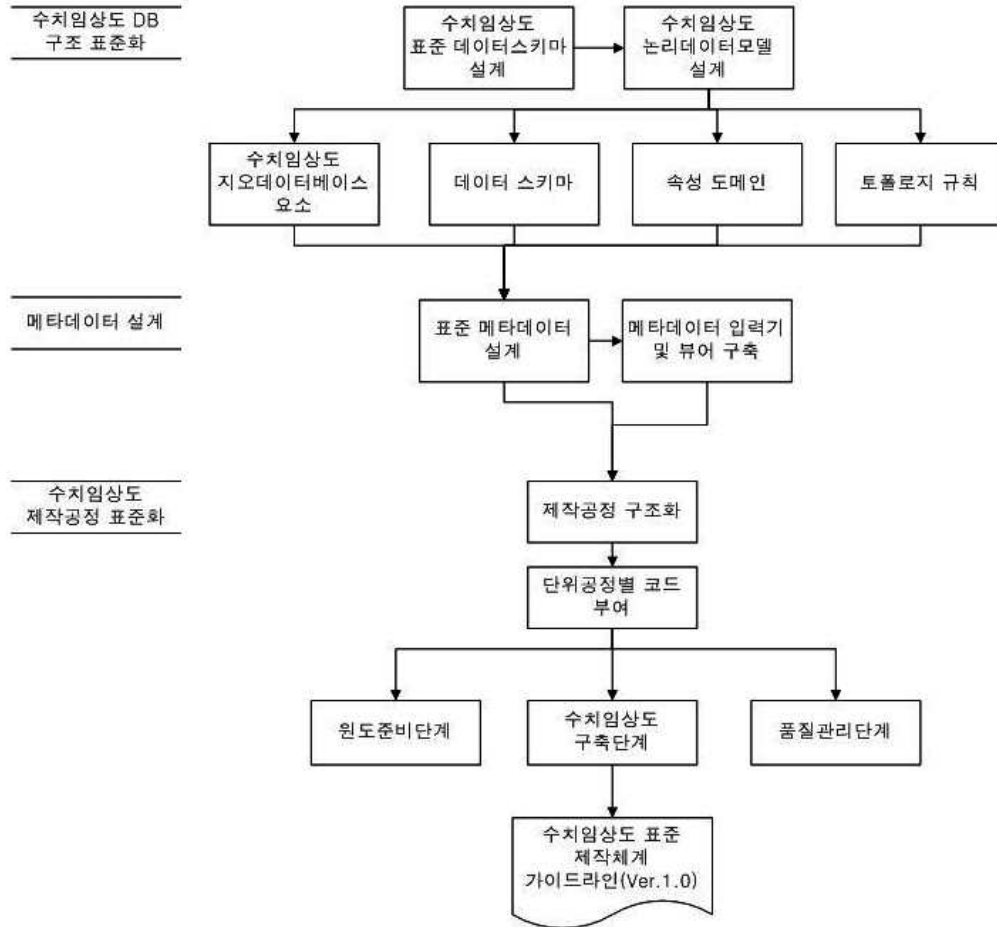 수치임상도 DB
구조 표준화
수치임상도
표준 데이터스키마
설계
수치임상도
논리데이터모델
설계
수치임상도
지오데이터베이스
요소
데이터 스키마
속성 도메인
토폴로지 규칙
메타데이터 설계
표준 메타데이터
설계
메타데이터 입력기
및 뷰어 구축
수치임상도
제작공정 표준화
제작공정 구조화
단위공정별 코드
부여
원도준비단계
수치임상도
구축단계
품질관리단계
수치임상도 표준
제작체계
가이드라인(Ver.1.0)